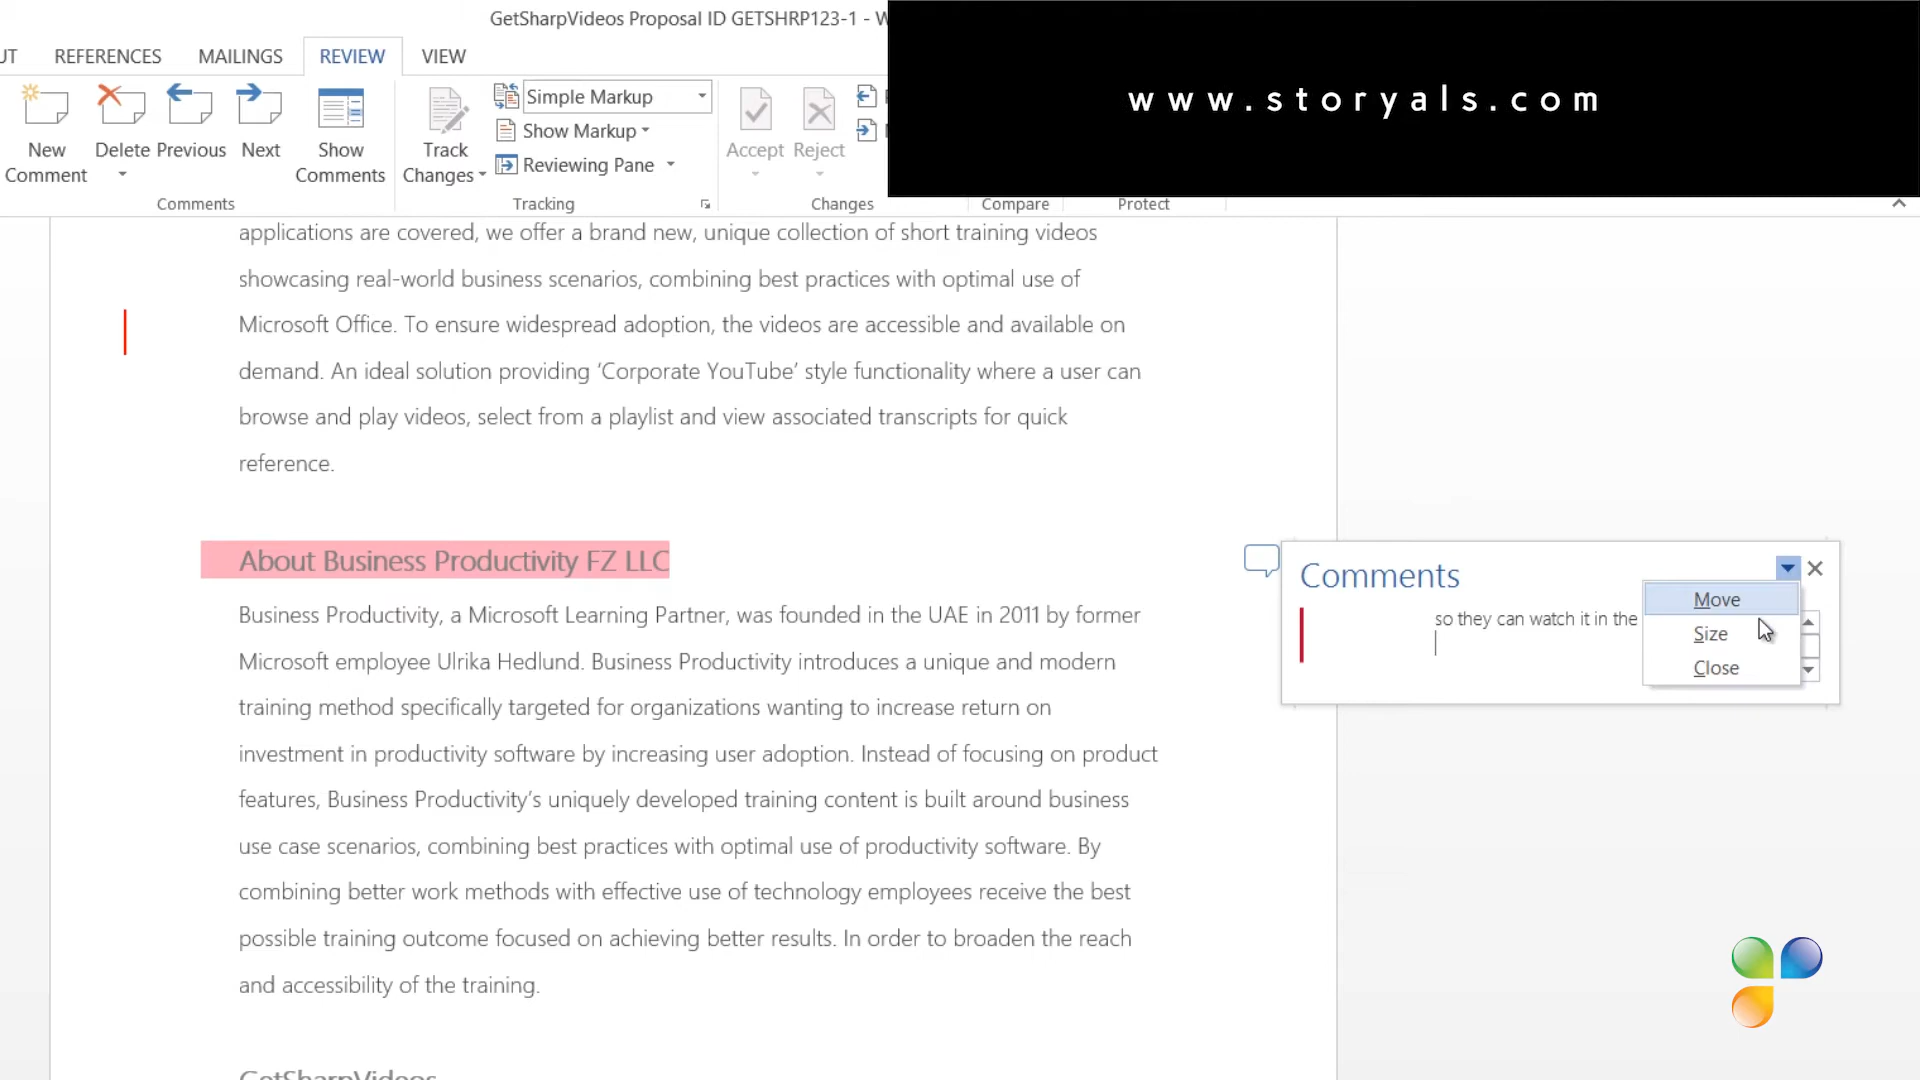 GetSharpVideos Proposal ID GETSHRP123-1 -
www.storyals.com
REFERENCES MAILINGS REVIEW VIEW
Simple Markup
Show Markup
Reviewing Pane
New Comment
Delete
Previous
Next
Show Comments
Track Changes
Accept
Reject
Comments Tracking Changes Compare Protect
applications are covered, we offer a brand new, unique collection of short training videos
showcasing real-world business scenarios, combining best practices with optimal use of
Microsoft Office. To ensure widespread adoption, the videos are accessible and available on
demand. An ideal solution providing ‘Corporate YouTube’ style functionality where a user can
browse and play videos, select from a playlist and view associated transcripts for quick
reference.
About Business Productivity FZ LLC
Business Productivity, a Microsoft Learning Partner, was founded in the UAE in 2011 by former
Microsoft employee Ulrika Hedlund. Business Productivity introduces a unique and modern
training method specifically targeted for organizations wanting to increase return on
investment in productivity software by increasing user adoption. Instead of focusing on product
features, Business Productivity’s uniquely developed training content is built around business
use case scenarios, combining best practices with optimal use of productivity software. By
combining better work methods with effective use of technology employees receive the best
possible training outcome focused on achieving better results. In order to broaden the reach
and accessibility of the training.
GetSharpVideos
Comments
so they can watch it in the
Move
Size
Close